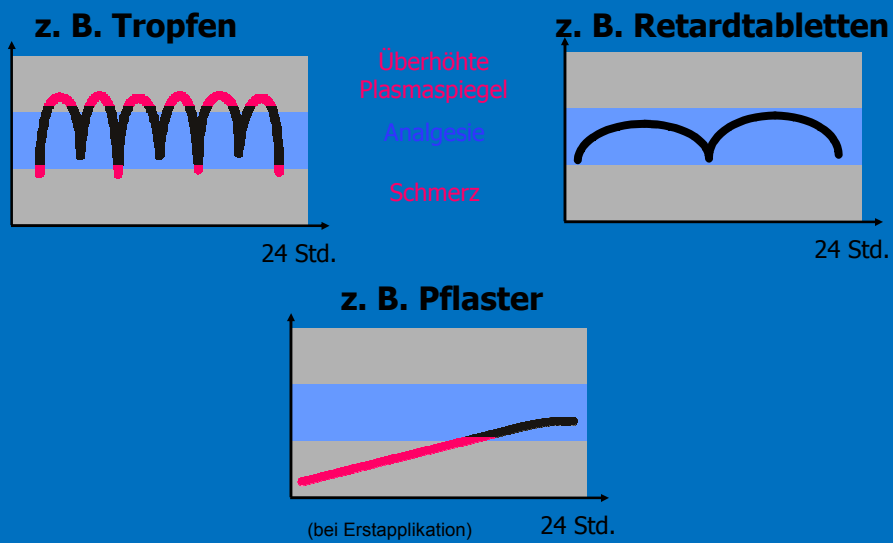 z. B. Tropfen
z. B. Retardtabletten
Überhöhte
Plasmaspiegel
Analgesie
Schmerz
24 Std.
24 Std.
z. B. Pflaster
(bei Erstapplikation)
24 Std.